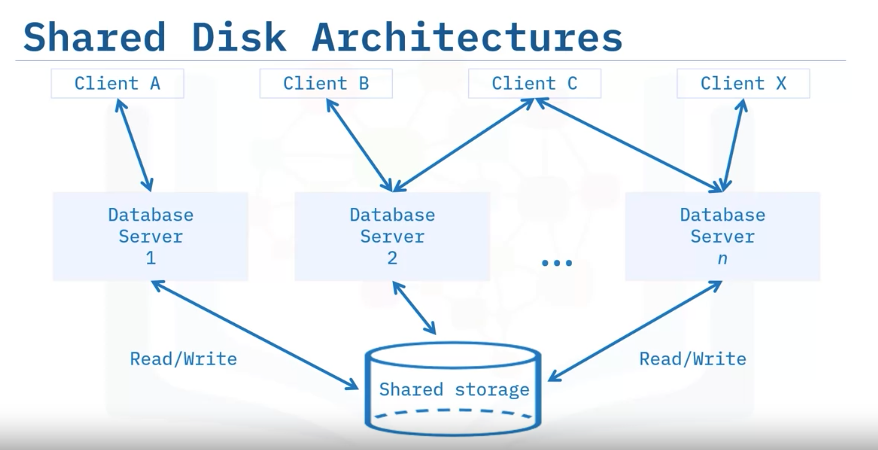 Shared Disk Architectures
Client A
Client B
Client C
Client X
Database
Server
1
Database
Server
2
...
Database
Server
n
Read/Write
Read/Write
Shared storage